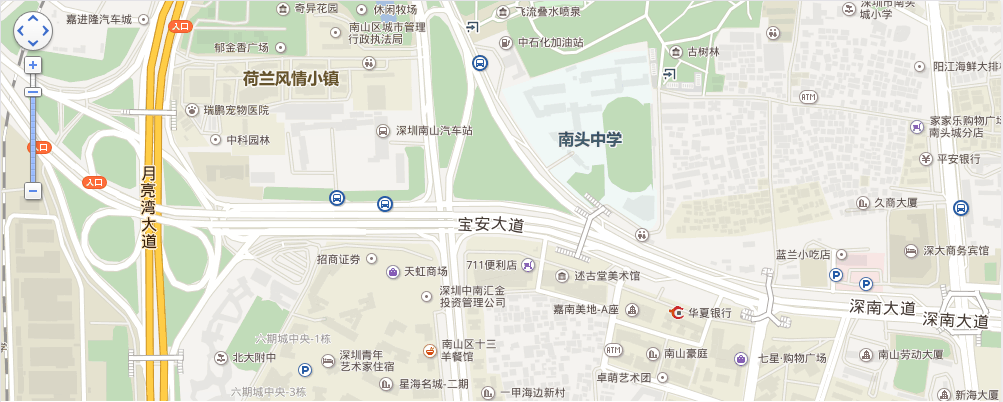 嘉进隆汽车城
入口
奇异花园
休闲牧场
飞流叠水喷泉
深圳市南头
城小学
南山区城市管理
行政执法局
郁金香广场
中石化加油站
古树林
阳江海鲜大排
荷兰风情小镇
ATM
瑞鹏宠物医院
中科园林
深圳南山汽车站
南头中学
家家乐购物广场
南头城分店
平安银行
入口
入口
月亮湾大道
久商大厦
宝安大道
招商证券
天虹商场
711便利店
述古堂美术馆
蓝兰小吃店
深大商务宾馆
P
P
深圳中南汇金
投资管理公司
嘉南美地-A座
华夏银行
深南大道
深南大道
六期城中央-1栋
北大附中
深圳青年
艺术家住宿
P
南山区十三
羊餐馆
ATM
南山豪庭
七星·购物广场
南山劳动大厦
卓萌艺术团
六期城中央-3栋
星海名城-二期
一甲海边新村
新海大厦
学